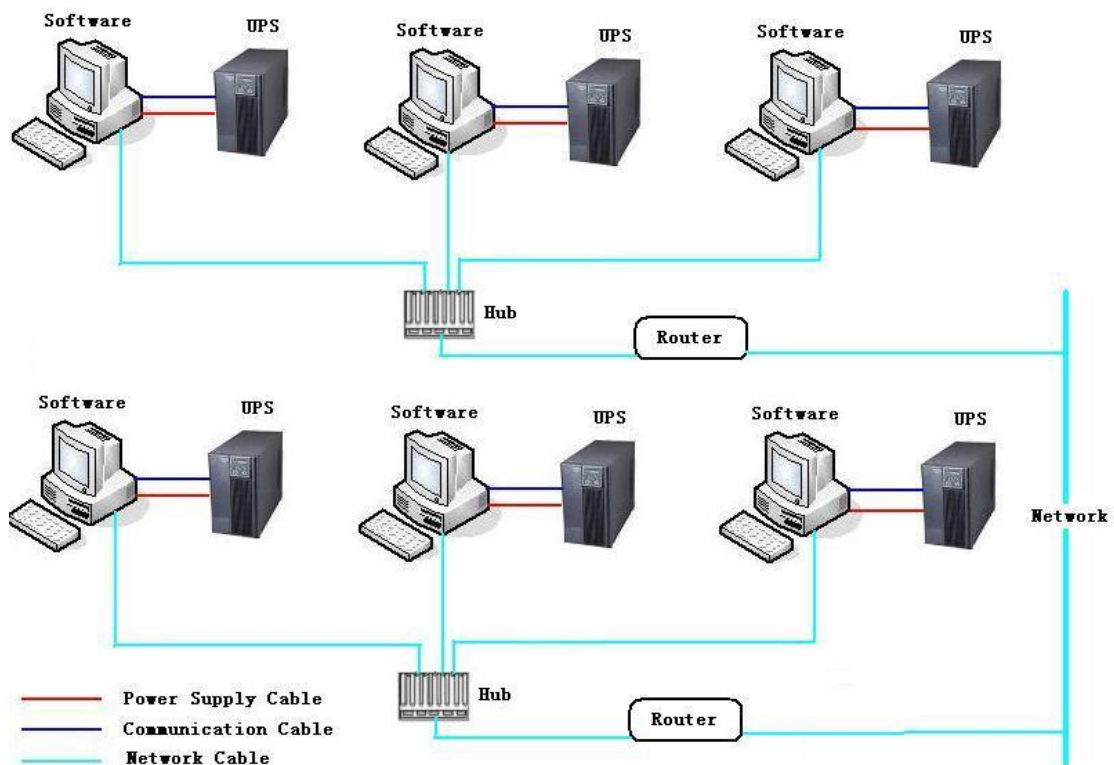 Software
UPS
Software
UPS
Software
UPS
Hub
Router
Software
UPS
Software
UPS
Software
UPS
Network
Hub
Router
Power Supply Cable
Communication Cable
Network Cable